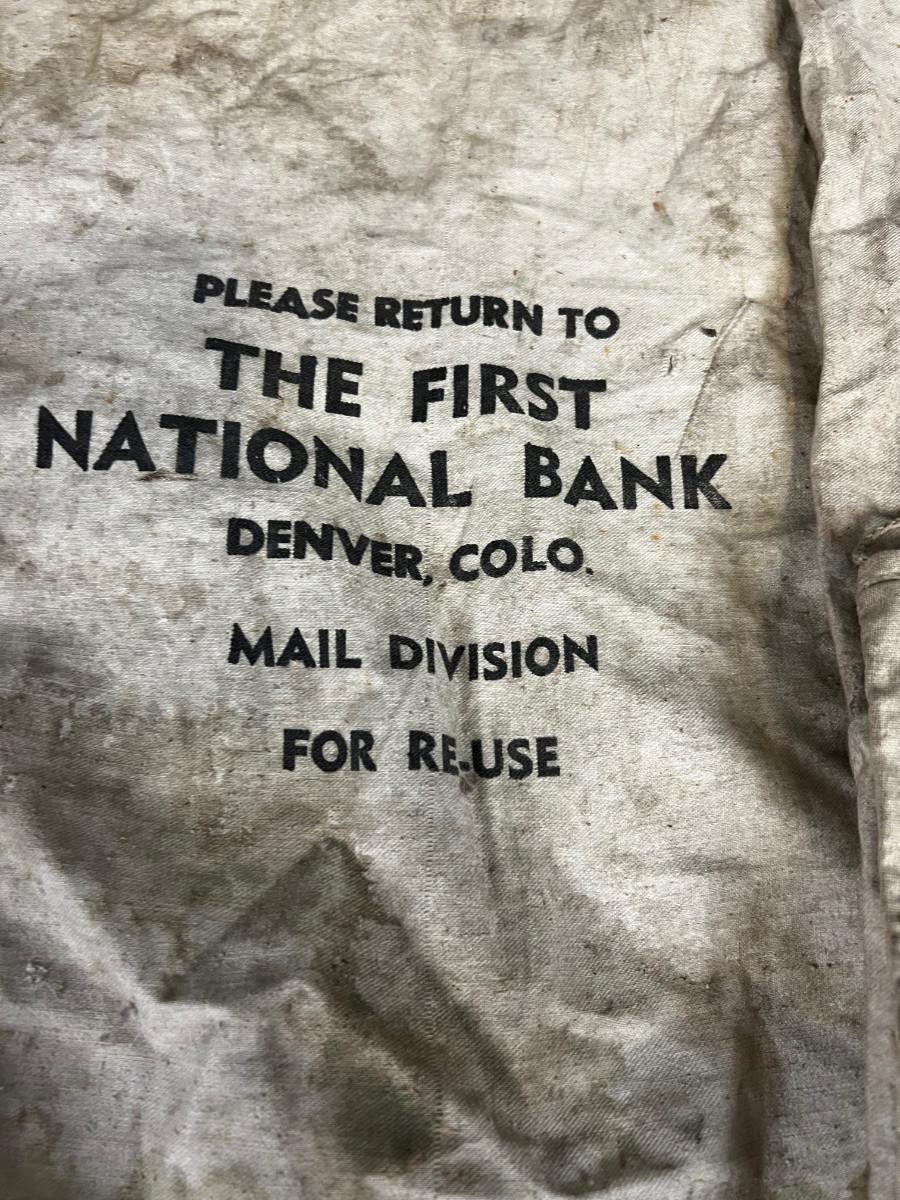 PLEASE RETURN TO
THE FIRST
NATIONAL BANK
DENVER, COLO.
MAIL DIVISION
FOR RE-USE